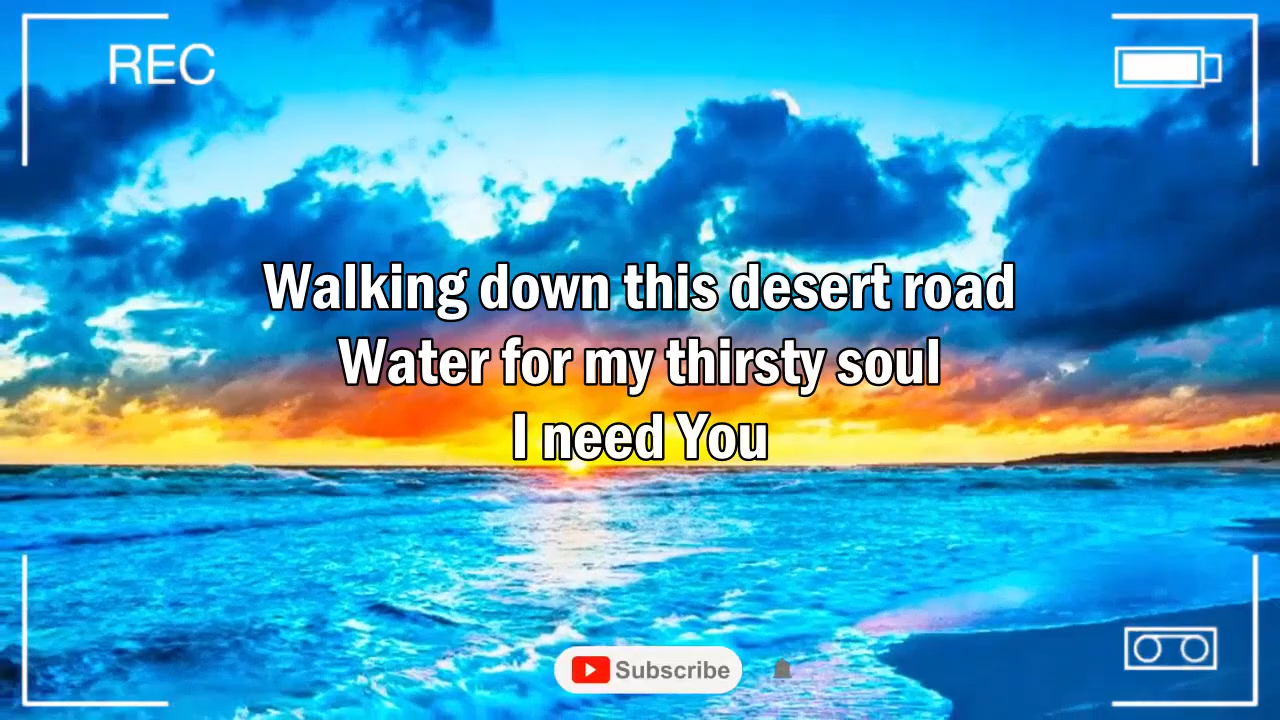 REC
Walking down this desert road
Water for my thirsty soul
I need You
Subscribe